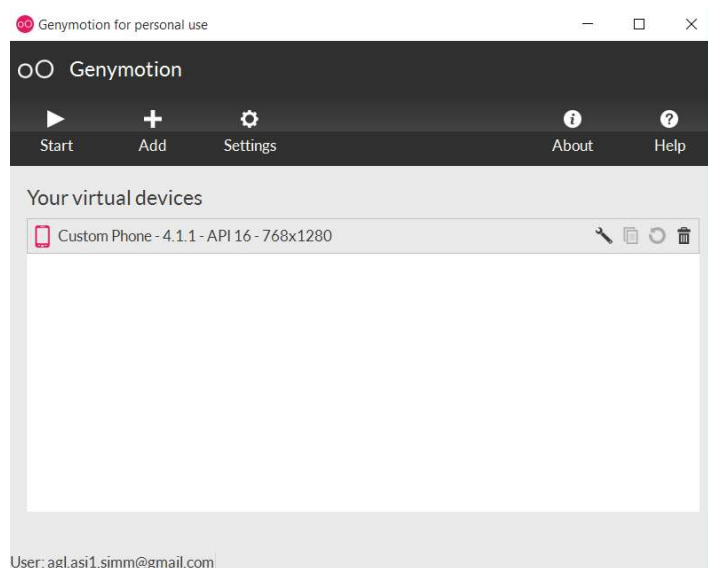 Genymotion for personal use
Genymotion
Start Add Settings About Help
Your virtual devices
Custom Phone - 4.1.1 - API 16 - 768x1280
User: agl.asi1.simm@gmail.com